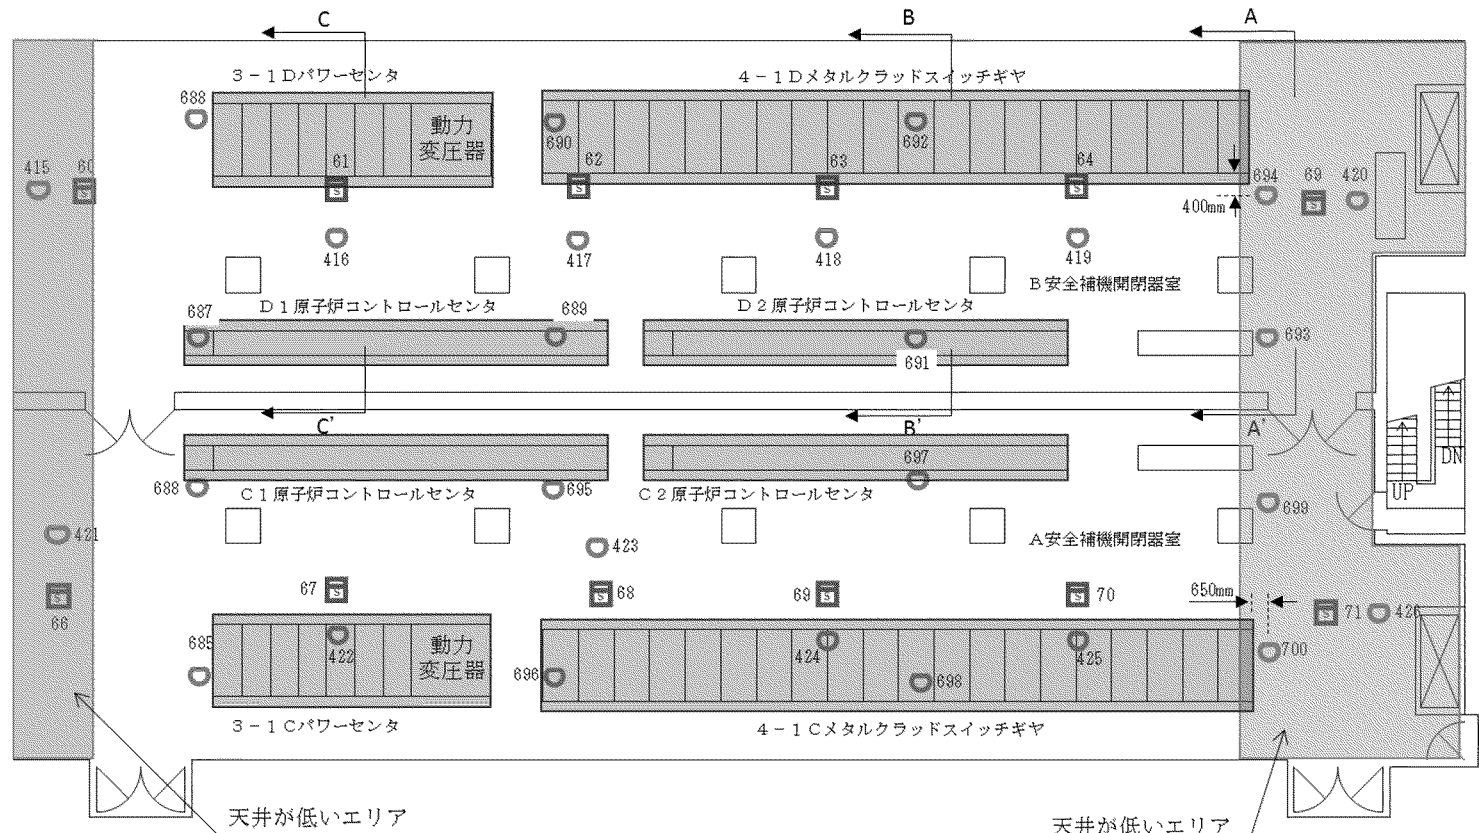 C
B
A
3-1Dパワーセンタ
4-1Dメタルクラッドスイッチギヤ
688
動力
変圧器
690
692
61
62
63
64
415
60
694
69
420
400mm
416
417
418
419
B安全補機開閉器室
D1原子炉コントロールセンタ
D2原子炉コントロールセンタ
687
689
691
693
C'
B'
A'
697
DN
UP
688
C1原子炉コントロールセンタ
695
C2原子炉コントロールセンタ
699
421
423
A安全補機開閉器室
67
68
69
70
650mm
66
71
426
685
422
動力
変圧器
424
425
700
696
698
3-1Cパワーセンタ
4-1Cメタルクラッドスイッチギヤ
天井が低いエリア
天井が低いエリア
S
S
S
S
S
S
S
S
S
S
S
S